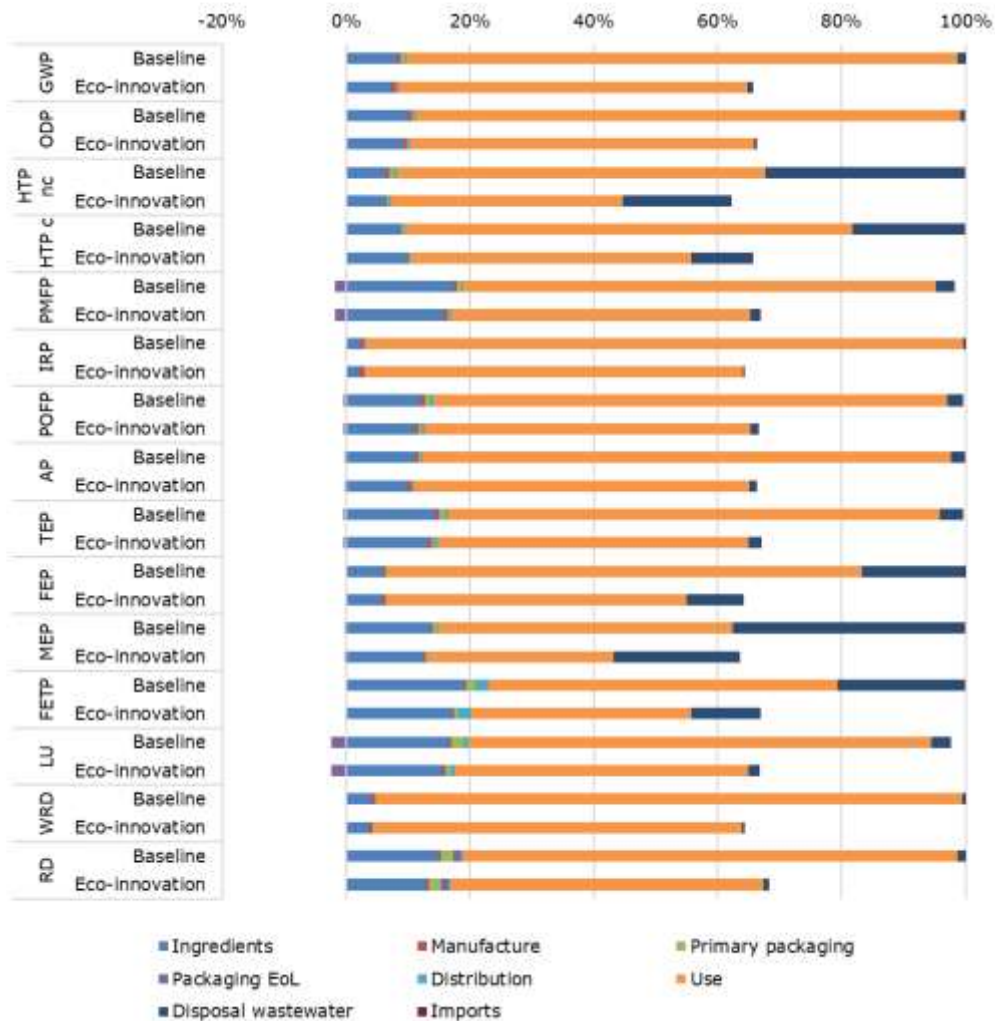 -20% 0% 20% 40% 60% 80% 100%
GWP
Baseline
Eco-innovation
ODP
Baseline
Eco-innovation
HTP nc
Baseline
Eco-innovation
HTP c
Baseline
Eco-innovation
PMFP
Baseline
Eco-innovation
IRP
Baseline
Eco-innovation
POFP
Baseline
Eco-innovation
AP
Baseline
Eco-innovation
TEP
Baseline
Eco-innovation
FEP
Baseline
Eco-innovation
MEP
Baseline
Eco-innovation
FETP
Baseline
Eco-innovation
LU
Baseline
Eco-innovation
WRD
Baseline
Eco-innovation
RD
Baseline
Eco-innovation
Ingredients Manufacture Primary packaging
Packaging EoL Distribution Use
Disposal wastewater Imports